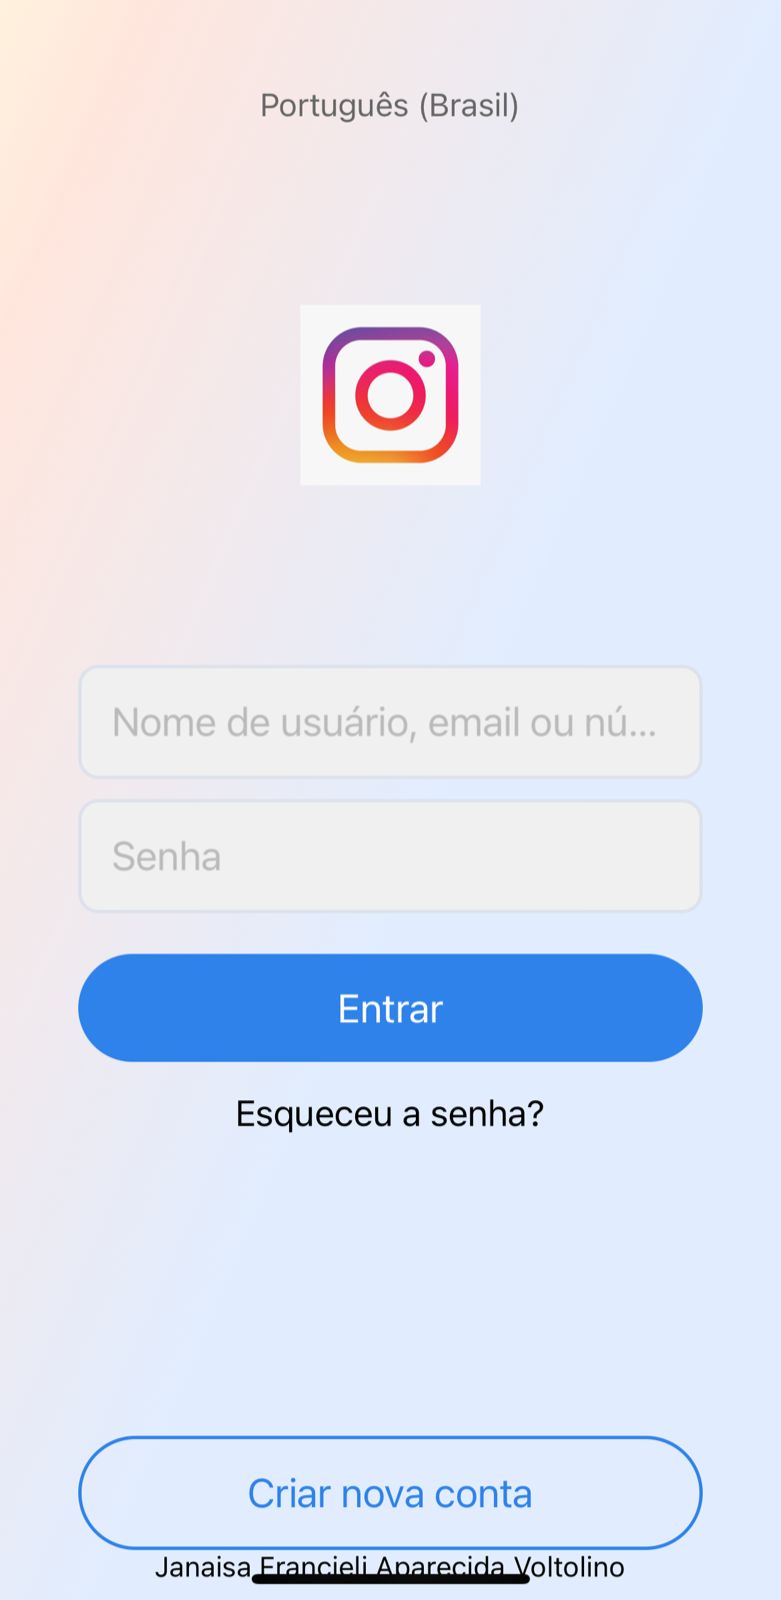 Português (Brasil)
Nome de usuário, email ou nú...
Senha
Entrar
Esqueceu a senha?
Criar nova conta
Janaisa Francieli Aparecida Voltolino